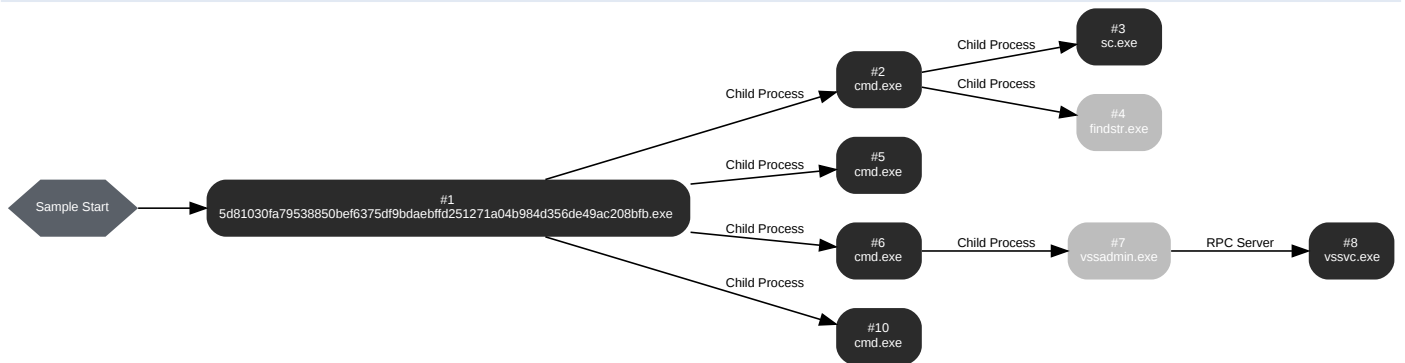 Sample Start
#1
5d81030fa79538850bef6375df9bdaebffd251271a04b984d356de49ac208bfb.exe
Child Process
#2
cmd.exe
Child Process
#3
sc.exe
Child Process
#4
findstr.exe
Child Process
#5
cmd.exe
Child Process
#6
cmd.exe
Child Process
#7
vssadmin.exe
RPC Server
#8
vssvc.exe
Child Process
#10
cmd.exe